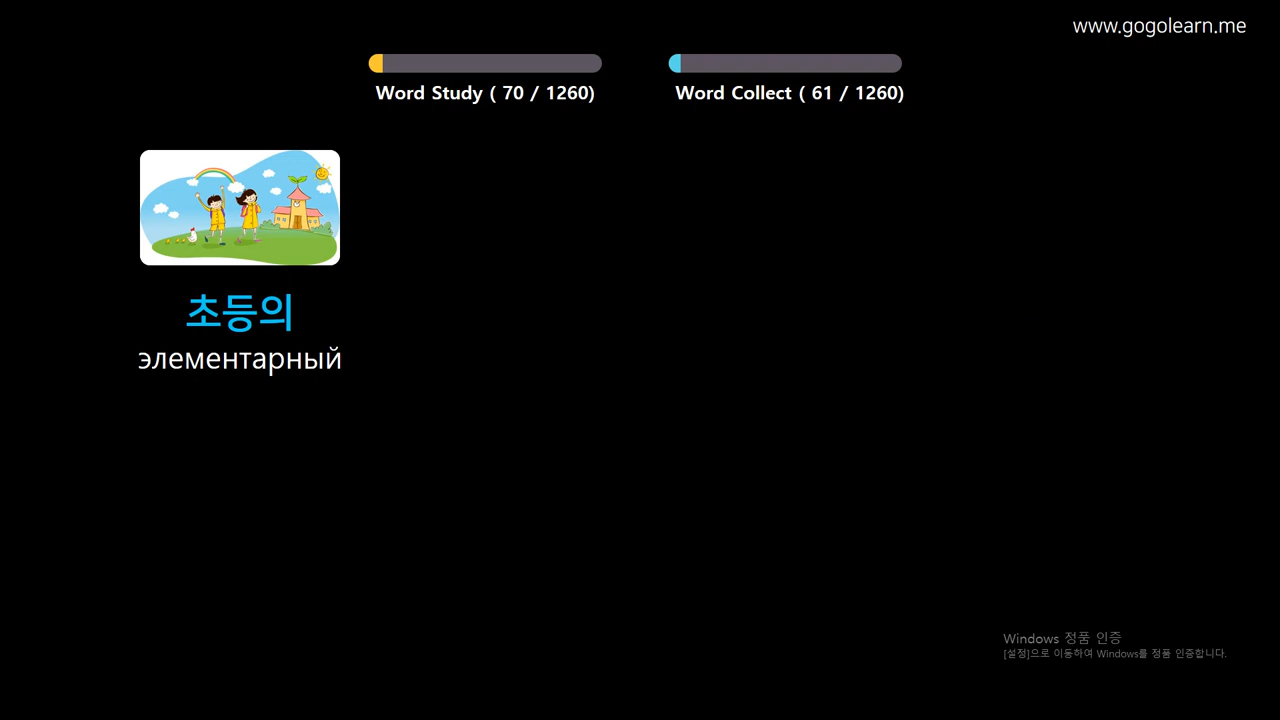 www.gogolearn.me
Word Study ( 70 / 1260)
Word Collect ( 61 / 1260)
초등의
элементарный
Windows 정품 인증
[설정]으로 이동하여 Windows를 정품 인증합니다.